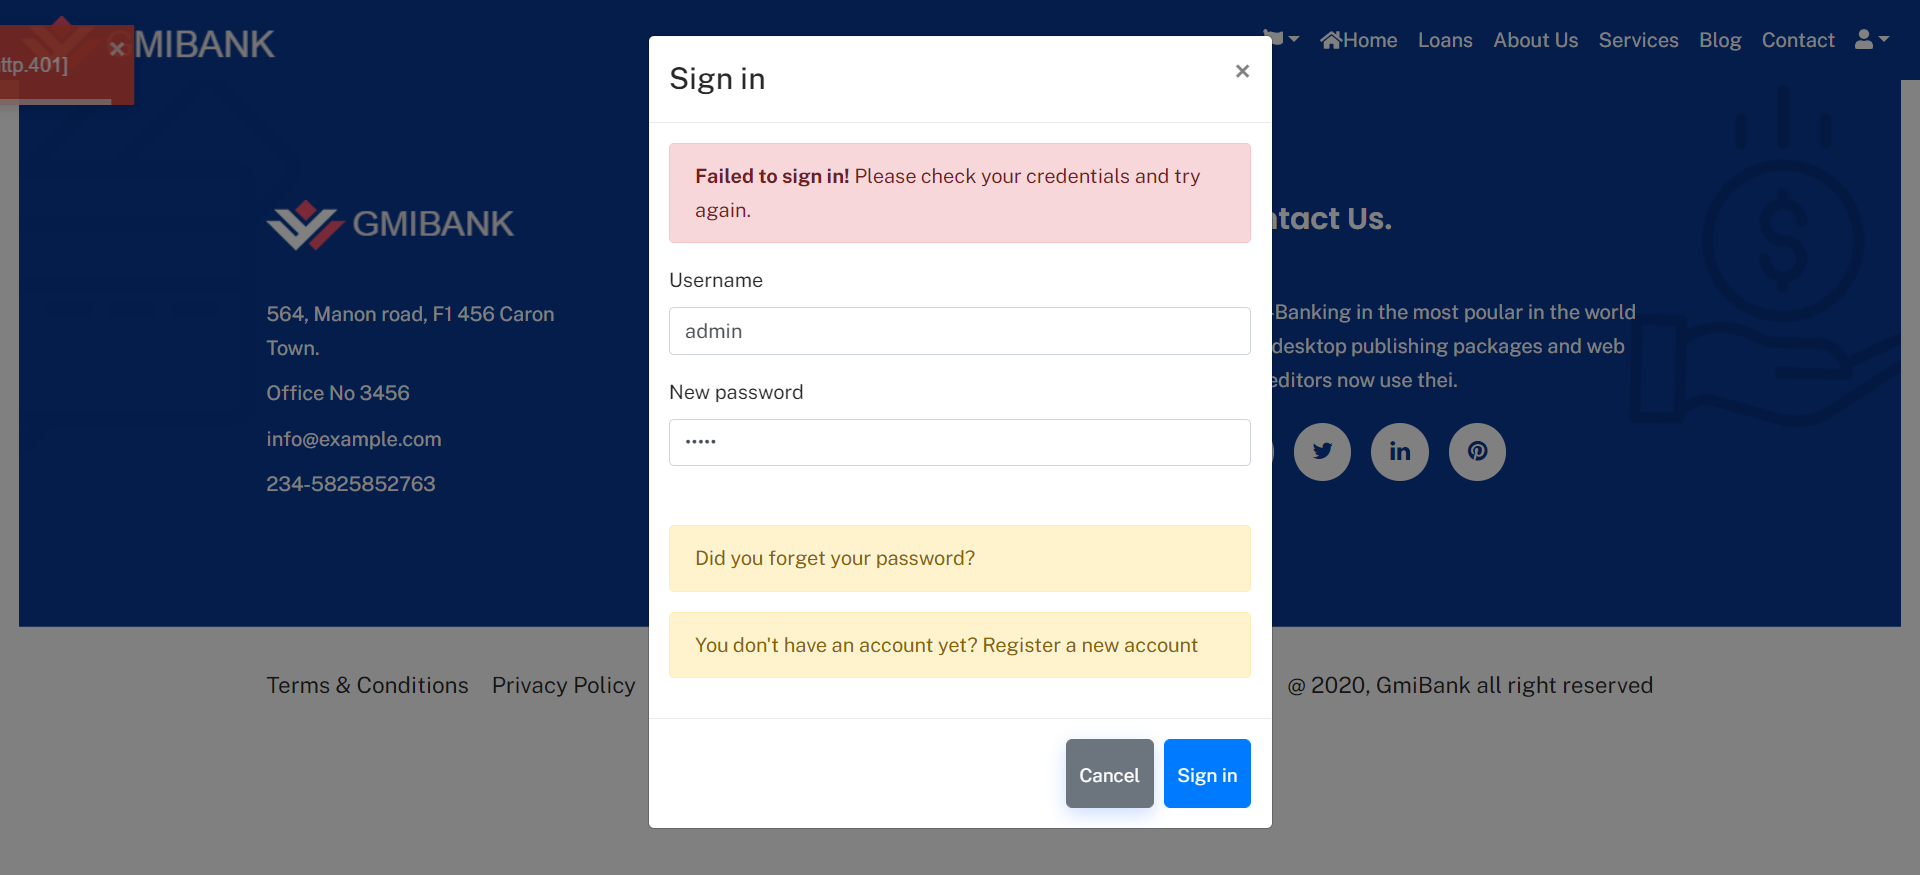 GMIBANK
ttp.401]
×
Home
Loans
About Us
Services
Blog
Contact
Sign in
×
Failed to sign in! Please check your credentials and try
again.
Username
admin
New password
•••••
Did you forget your password?
You don't have an account yet? Register a new account
Cancel
Sign in
GMIBANK
564, Manon road, F1 456 Caron
Town.
Office No 3456
info@example.com
234-5825852763
ntact Us.
-Banking in the most poular in the world
desktop publishing packages and web
editors now use thei.
in
Terms & Conditions
Privacy Policy
@ 2020, GmiBank all right reserved